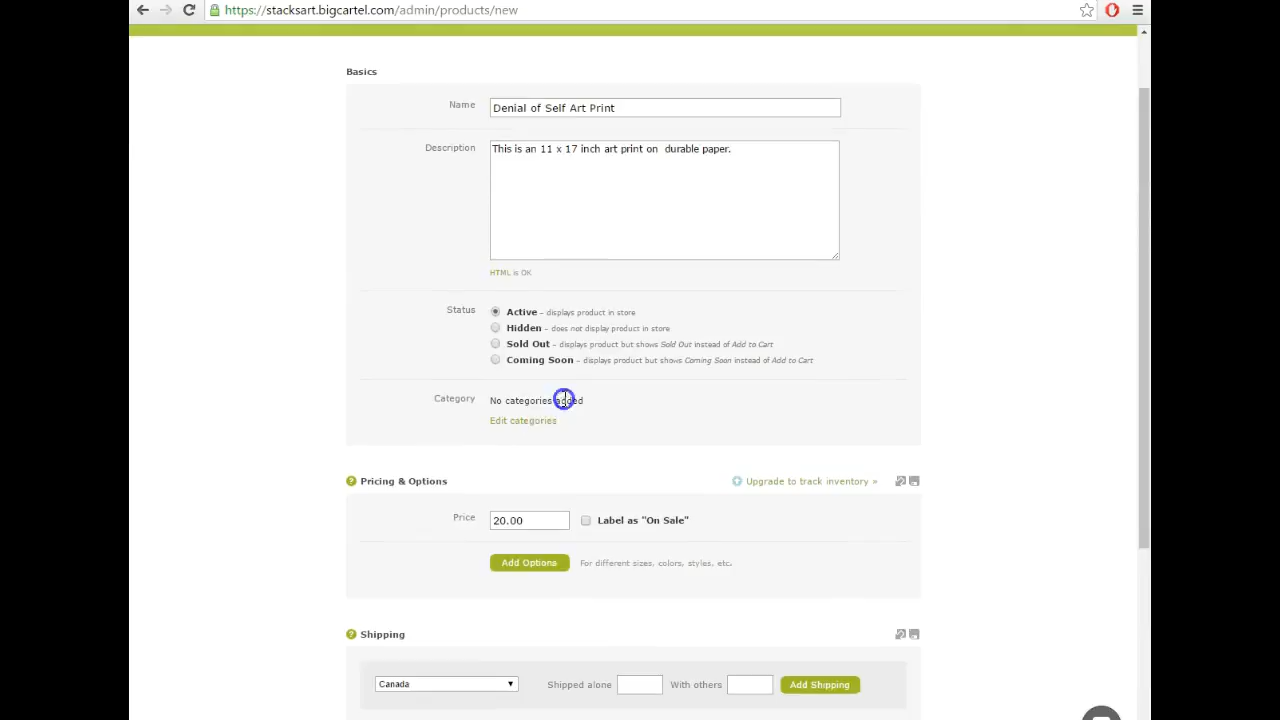 https://stacksart.bigcartel.com/admin/products/new
Basics
Name Denial of Self Art Print
Description This is an 11 x 17 inch art print on  durable paper.
HTML is OK
Status Active – displays product in store
Hidden – does not display product in store
Sold Out – displays product but shows Sold Out instead of Add to Cart
Coming Soon – displays product but shows Coming Soon instead of Add to Cart
Category No categories added
Edit categories
? Pricing & Options Upgrade to track inventory »
Price 20.00 Label as "On Sale"
Add Options For different sizes, colors, styles, etc.
? Shipping
Canada Shipped alone With others Add Shipping